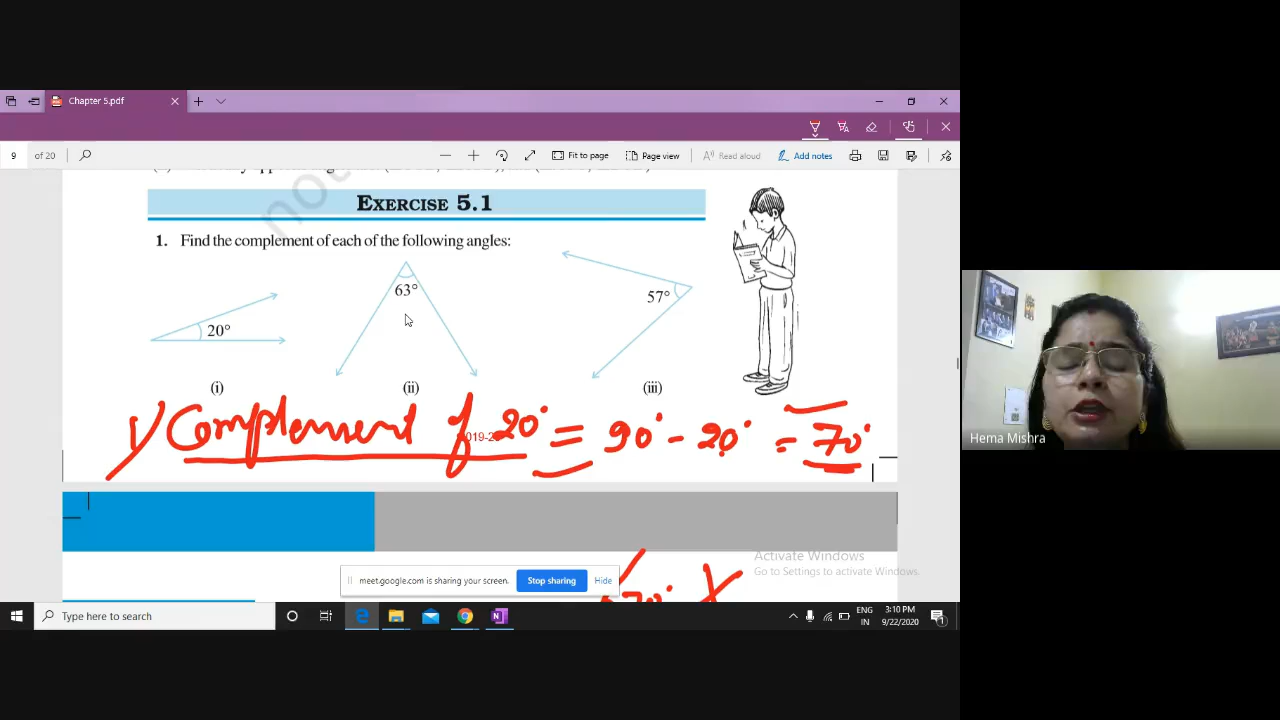 Chapter 5.pdf
9 of 20
Fit to page
Page view
Read aloud
Add notes
not
EXERCISE 5.1
1. Find the complement of each of the following angles:
20°
63°
57°
(i)
(ii)
(iii)
Complement of 20° = 90° - 20° = 70°
Hema Mishra
Activate Windows
Go to Settings to activate Windows.
meet.google.com is sharing your screen.
Stop sharing
Hide
Type here to search
ENG
IN
3:10 PM
9/22/2020
1